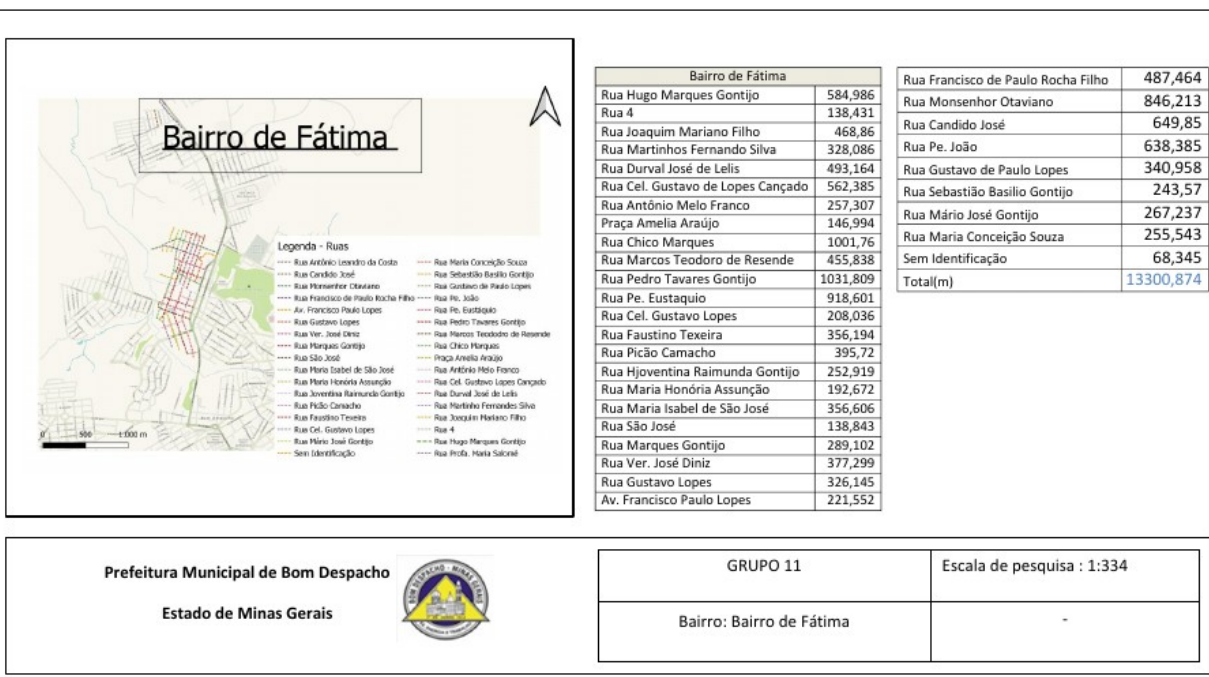 Bairro de Fátima
Legenda - Ruas
Rua Antônio Leandro da Costa
Rua Candido José
Rua Monsenhor Otaviano
Rua Francisco de Paulo Rocha Filho
Av. Francisco Paulo Lopes
Rua Gustavo Lopes
Rua Ver. José Diniz
Rua Marques Gontijo
Rua São José
Rua Maria Isabel de São José
Rua Maria Honória Assunção
Rua Joventina Raimunda Gontijo
Rua Picão Camacho
Rua Faustino Texeira
Rua Cel. Gustavo Lopes
Rua Mário José Gontijo
Sem Identificação
Rua Maria Conceição Souza
Rua Sebastião Basilio Gontijo
Rua Gustavo de Paulo Lopes
Rua Pe. João
Rua Pe. Eustáquio
Rua Pedro Tavares Gontijo
Rua Marcos Teododro de Resende
Rua Chico Marques
Praça Amelia Araújo
Rua Antônio Melo Franco
Rua Cel. Gustavo Lopes Cançado
Rua Durval José de Lelis
Rua Martinho Fernandes Silva
Rua Joaquim Mariano Filho
Rua 4
Rua Hugo Marques Gontijo
Rua Profa. Maria Salomé
0 500 1.000 m
Bairro de Fátima
Rua Hugo Marques Gontijo 584,986
Rua 4 138,431
Rua Joaquim Mariano Filho 468,86
Rua Martinhos Fernando Silva 328,086
Rua Durval José de Lelis 493,164
Rua Cel. Gustavo de Lopes Cançado 562,385
Rua Antônio Melo Franco 257,307
Praça Amelia Araújo 146,994
Rua Chico Marques 1001,76
Rua Marcos Teodoro de Resende 455,838
Rua Pedro Tavares Gontijo 1031,809
Rua Pe. Eustaquio 918,601
Rua Cel. Gustavo Lopes 208,036
Rua Faustino Texeira 356,194
Rua Picão Camacho 395,72
Rua Hjoventina Raimunda Gontijo 252,919
Rua Maria Honória Assunção 192,672
Rua Maria Isabel de São José 356,606
Rua São José 138,843
Rua Marques Gontijo 289,102
Rua Ver. José Diniz 377,299
Rua Gustavo Lopes 326,145
Av. Francisco Paulo Lopes 221,552
Rua Francisco de Paulo Rocha Filho 487,464
Rua Monsenhor Otaviano 846,213
Rua Candido José 649,85
Rua Pe. João 638,385
Rua Gustavo de Paulo Lopes 340,958
Rua Sebastião Basilio Gontijo 243,57
Rua Mário José Gontijo 267,237
Rua Maria Conceição Souza 255,543
Sem Identificação 68,345
Total(m) 13300,874
Prefeitura Municipal de Bom Despacho
Estado de Minas Gerais
BOM DESPACHO - MINAS GERAIS
GRUPO 11
Escala de pesquisa : 1:334
Bairro: Bairro de Fátima
-